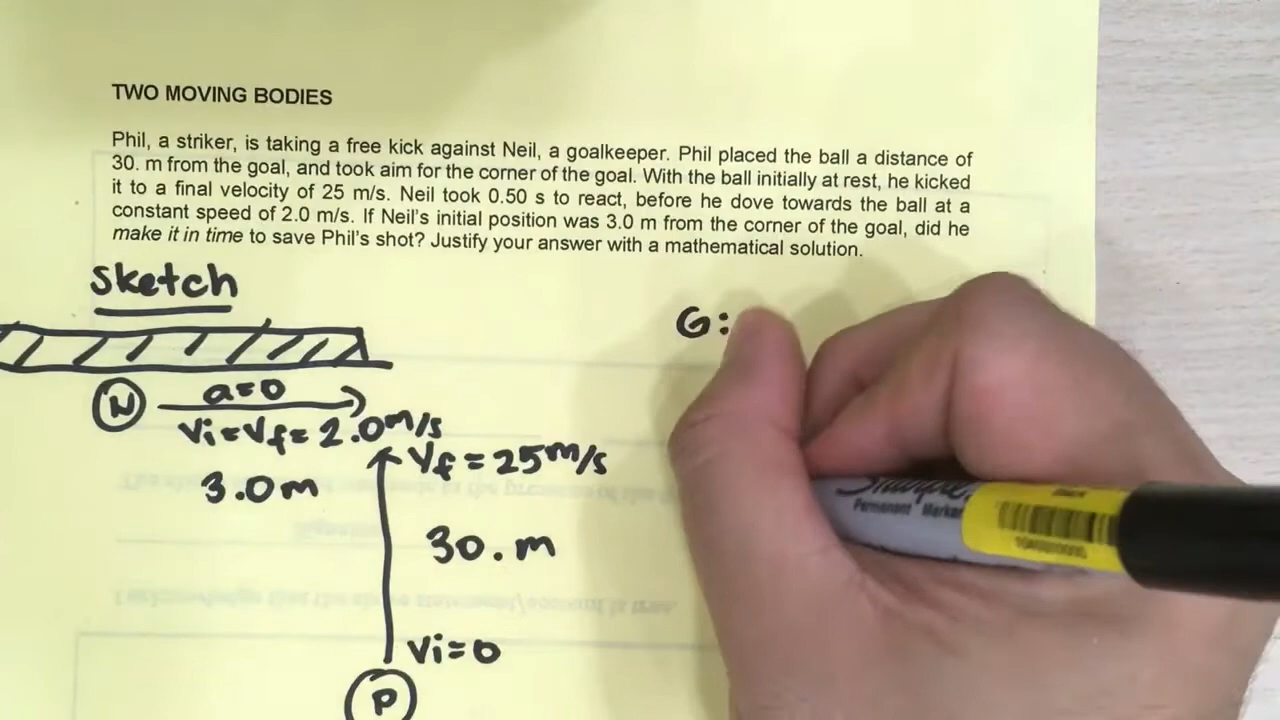 TWO MOVING BODIES
Phil, a striker, is taking a free kick against Neil, a goalkeeper. Phil placed the ball a distance of
30. m from the goal, and took aim for the corner of the goal. With the ball initially at rest, he kicked
it to a final velocity of 25 m/s. Neil took 0.50 s to react, before he dove towards the ball at a
constant speed of 2.0 m/s. If Neil's initial position was 3.0 m from the corner of the goal, did he
make it in time to save Phil's shot? Justify your answer with a mathematical solution.
Sketch
G:
N
a=0
Vi=Vf=2.0m/s
Vf=25m/s
3.0m
30.m
Vi=0
P
Sharpie
Permanent Marker